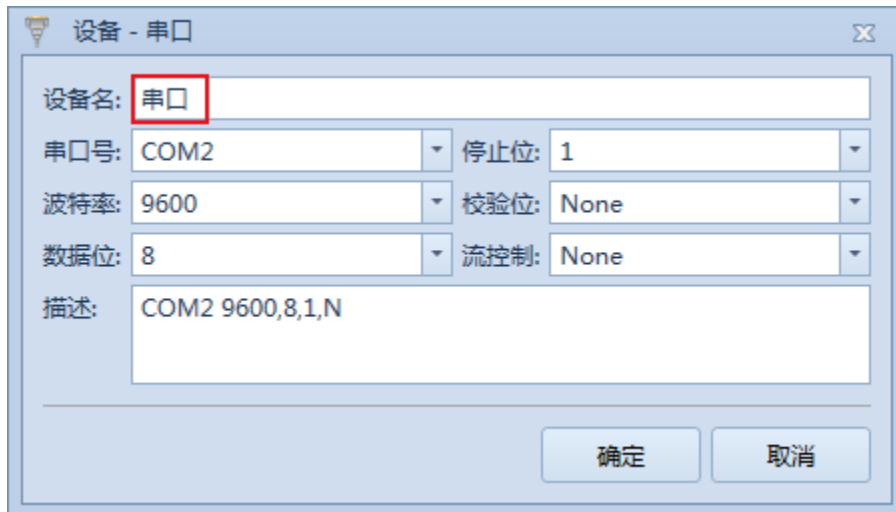 设备 - 串口
设备名: 串口
串口号: COM2 停止位: 1
波特率: 9600 校验位: None
数据位: 8 流控制: None
描述: COM2 9600,8,1,N
确定 取消